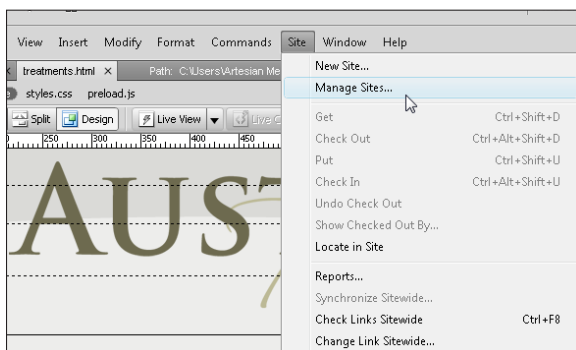 View Insert Modify Format Commands Site Window Help
treatments.html × Path: C:\Users\Artesian Me
styles.css preload.js
Split Design Live View Live C
250 300 350 400 450
AUST
New Site...
Manage Sites...
Get Ctrl+Shift+D
Check Out Ctrl+Alt+Shift+D
Put Ctrl+Shift+U
Check In Ctrl+Alt+Shift+U
Undo Check Out
Show Checked Out By...
Locate in Site
Reports...
Synchronize Sitewide...
Check Links Sitewide Ctrl+F8
Change Link Sitewide...